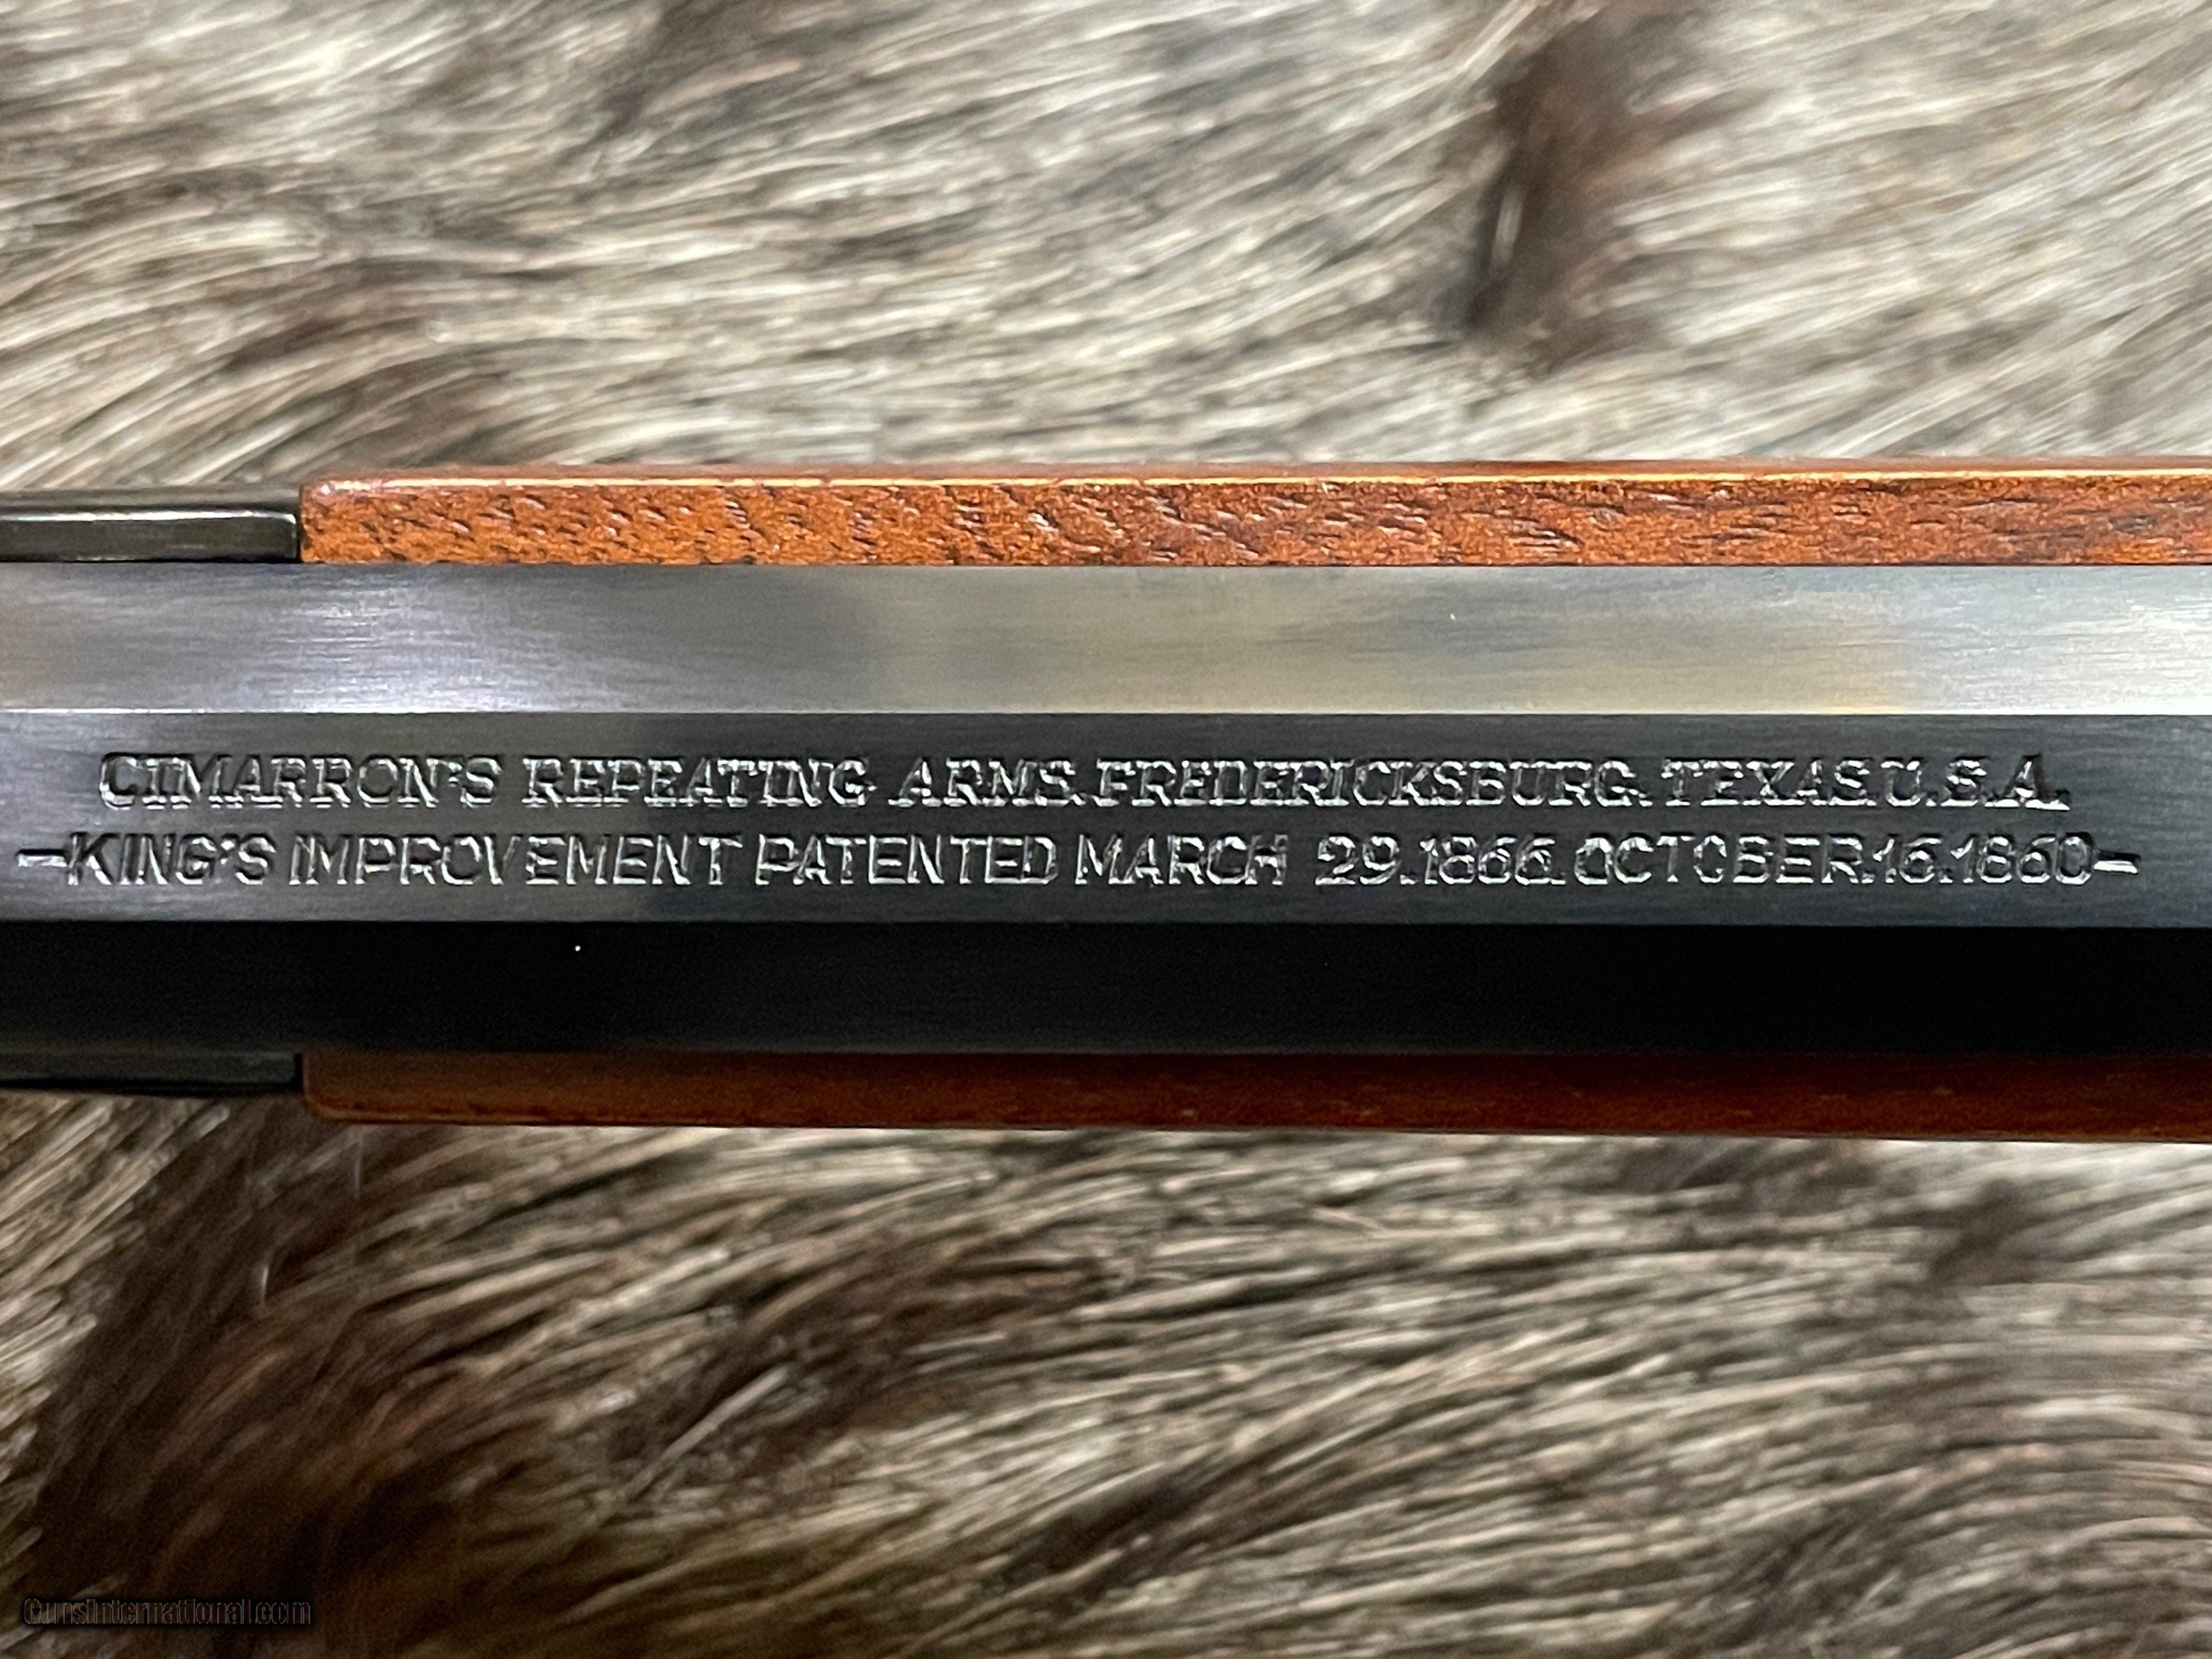 CIMARRON'S REPEATING ARMS. FREDERICKSBURG. TEXAS. U.S.A.
-KING'S IMPROVEMENT PATENTED MARCH 29.1866. OCTOBER.16.1860-
GunsInternational.com